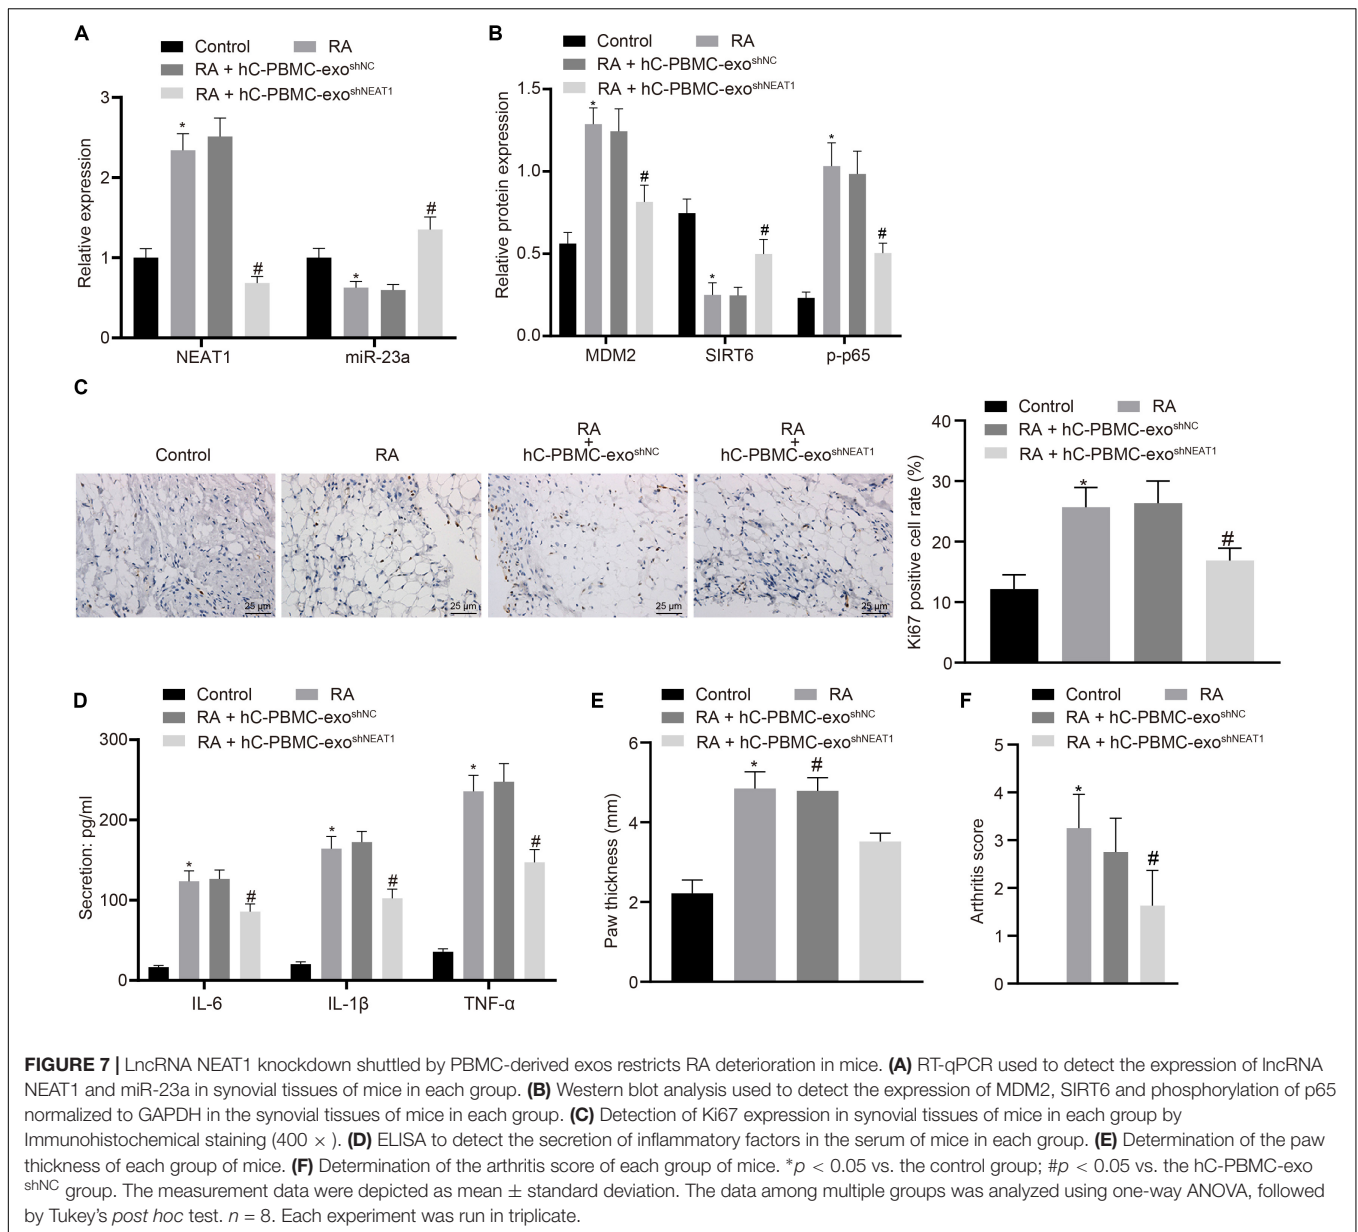 A
Control RA
RA + hC-PBMC-exoshNC
RA + hC-PBMC-exoshNEAT1
Relative expression
3
2
1
0
*
#
*
#
NEAT1 miR-23a
B
Control RA
RA + hC-PBMC-exoshNC
RA + hC-PBMC-exoshNEAT1
Relative protein expression
1.5
1.0
0.5
0.0
*
#
*
#
*
#
MDM2 SIRT6 p-p65
C
Control
RA
RA
+
hC-PBMC-exoshNC
RA
+
hC-PBMC-exoshNEAT1
25 μm
25 μm
25 μm
25 μm
Control RA
RA + hC-PBMC-exoshNC
RA + hC-PBMC-exoshNEAT1
Ki67 positive cell rate (%)
40
30
20
10
0
*
#
D
Control RA
RA + hC-PBMC-exoshNC
RA + hC-PBMC-exoshNEAT1
Secretion: pg/ml
300
200
100
0
*
#
*
#
*
#
IL-6 IL-1β TNF-α
E
Control RA
RA + hC-PBMC-exoshNC
RA + hC-PBMC-exoshNEAT1
Paw thickness (mm)
6
4
2
0
*
#
F
Control RA
RA + hC-PBMC-exoshNC
RA + hC-PBMC-exoshNEAT1
Arthritis score
5
4
3
2
1
0
*
#
FIGURE 7 | LncRNA NEAT1 knockdown shuttled by PBMC-derived exos restricts RA deterioration in mice. (A) RT-qPCR used to detect the expression of lncRNA
NEAT1 and miR-23a in synovial tissues of mice in each group. (B) Western blot analysis used to detect the expression of MDM2, SIRT6 and phosphorylation of p65
normalized to GAPDH in the synovial tissues of mice in each group. (C) Detection of Ki67 expression in synovial tissues of mice in each group by
Immunohistochemical staining (400 ×). (D) ELISA to detect the secretion of inflammatory factors in the serum of mice in each group. (E) Determination of the paw
thickness of each group of mice. (F) Determination of the arthritis score of each group of mice. *p < 0.05 vs. the control group; #p < 0.05 vs. the hC-PBMC-exo
shNC group. The measurement data were depicted as mean ± standard deviation. The data among multiple groups was analyzed using one-way ANOVA, followed
by Tukey's post hoc test. n = 8. Each experiment was run in triplicate.